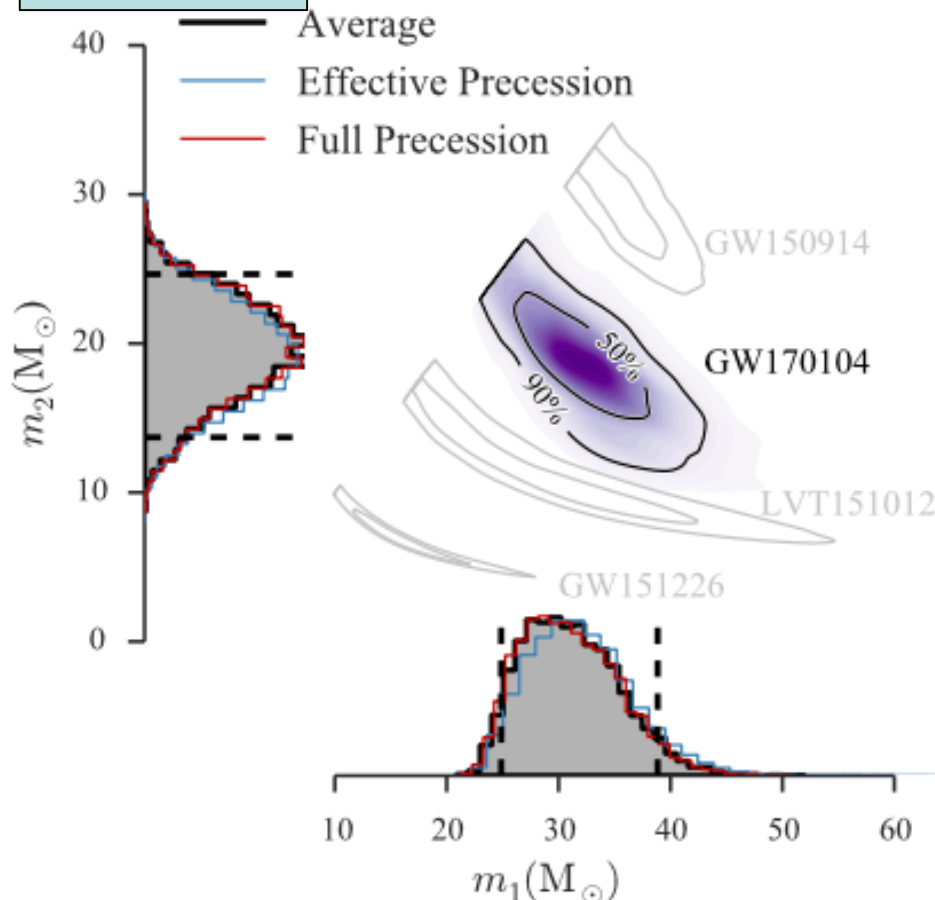 Average
Effective Precession
Full Precession
40
30
20
10
0
m₂(M☉)
GW150914
GW170104
50%
90%
LVT151012
GW151226
10 20 30 40 50 60
m₁(M☉)